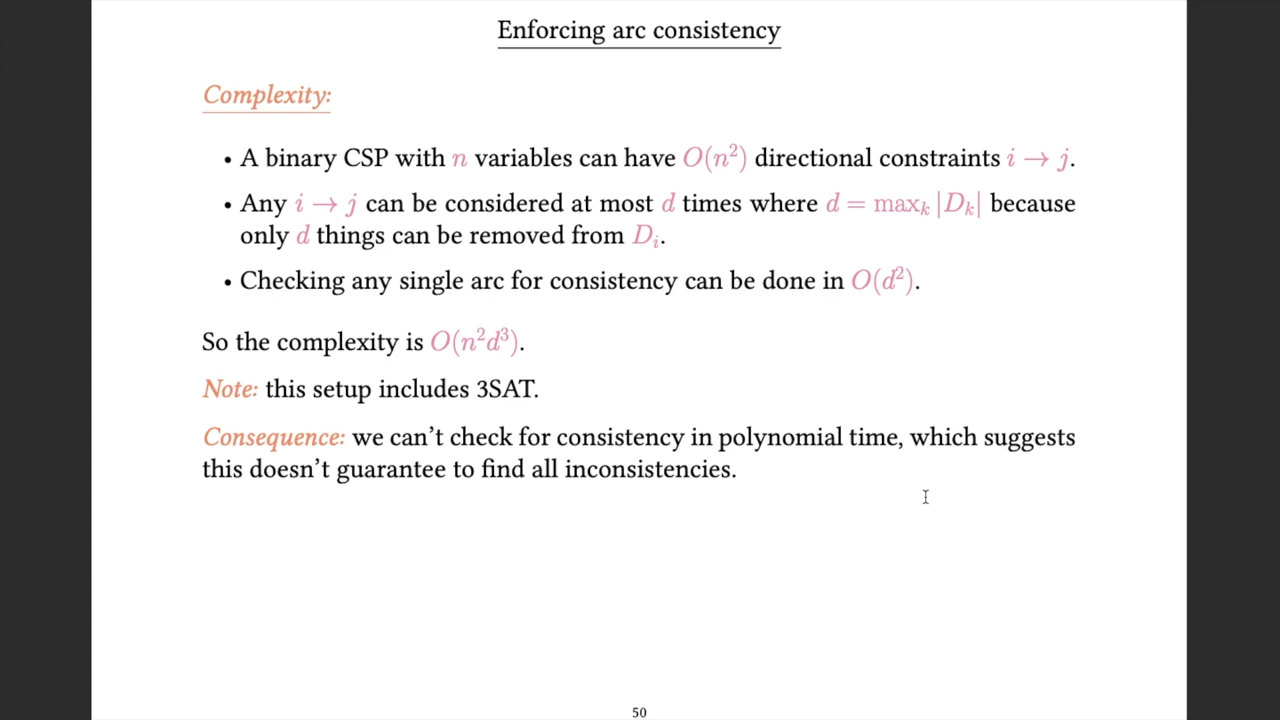 Enforcing arc consistency
Complexity:
• A binary CSP with n variables can have O(n²) directional constraints i → j.
• Any i → j can be considered at most d times where d = maxₖ |Dₖ| because
only d things can be removed from Dᵢ.
• Checking any single arc for consistency can be done in O(d²).
So the complexity is O(n²d³).
Note: this setup includes 3SAT.
Consequence: we can’t check for consistency in polynomial time, which suggests
this doesn’t guarantee to find all inconsistencies.
50